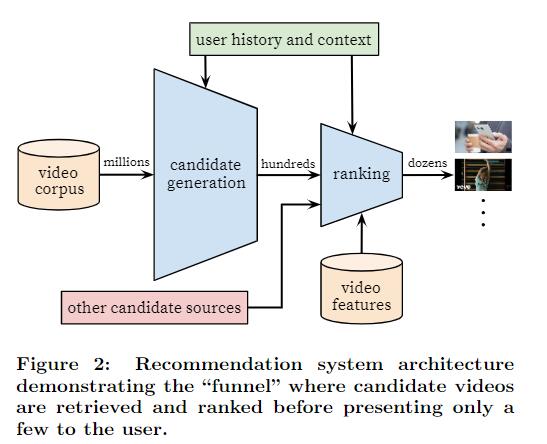 user history and context
video
corpus
millions
candidate
generation
hundreds
ranking
dozens
vevo
other candidate sources
video
features
Figure 2: Recommendation system architecture
demonstrating the “funnel” where candidate videos
are retrieved and ranked before presenting only a
few to the user.